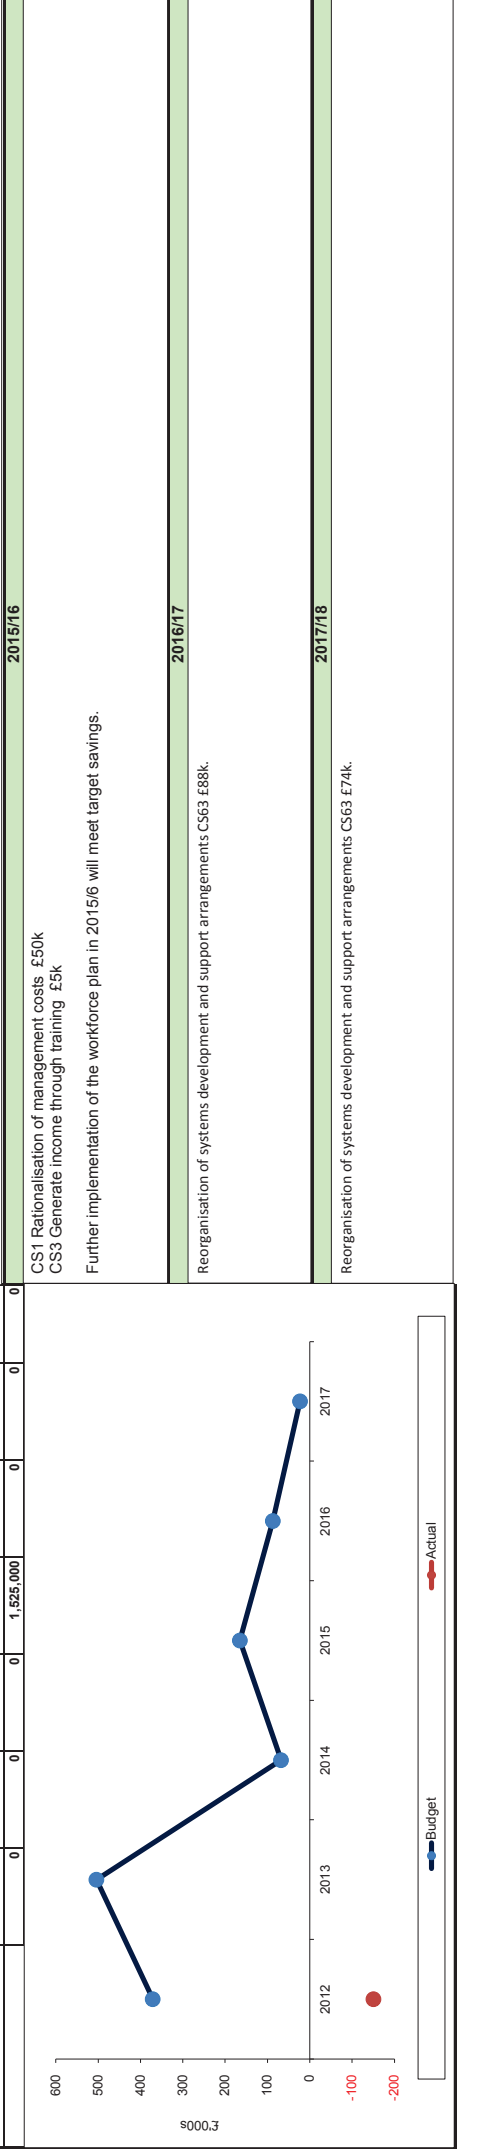 0 0 0 1,525,000 0 0 0
600
500
400
300
200
100
0
-100
-200
£'000s
2012 2013 2014 2015 2016 2017
Budget Actual
2015/16
CS1 Rationalisation of management costs £50k
CS3 Generate income through training £5k
Further implementation of the workforce plan in 2015/6 will meet target savings.
2016/17
Reorganisation of systems development and support arrangements CS63 £88k.
2017/18
Reorganisation of systems development and support arrangements CS63 £74k.